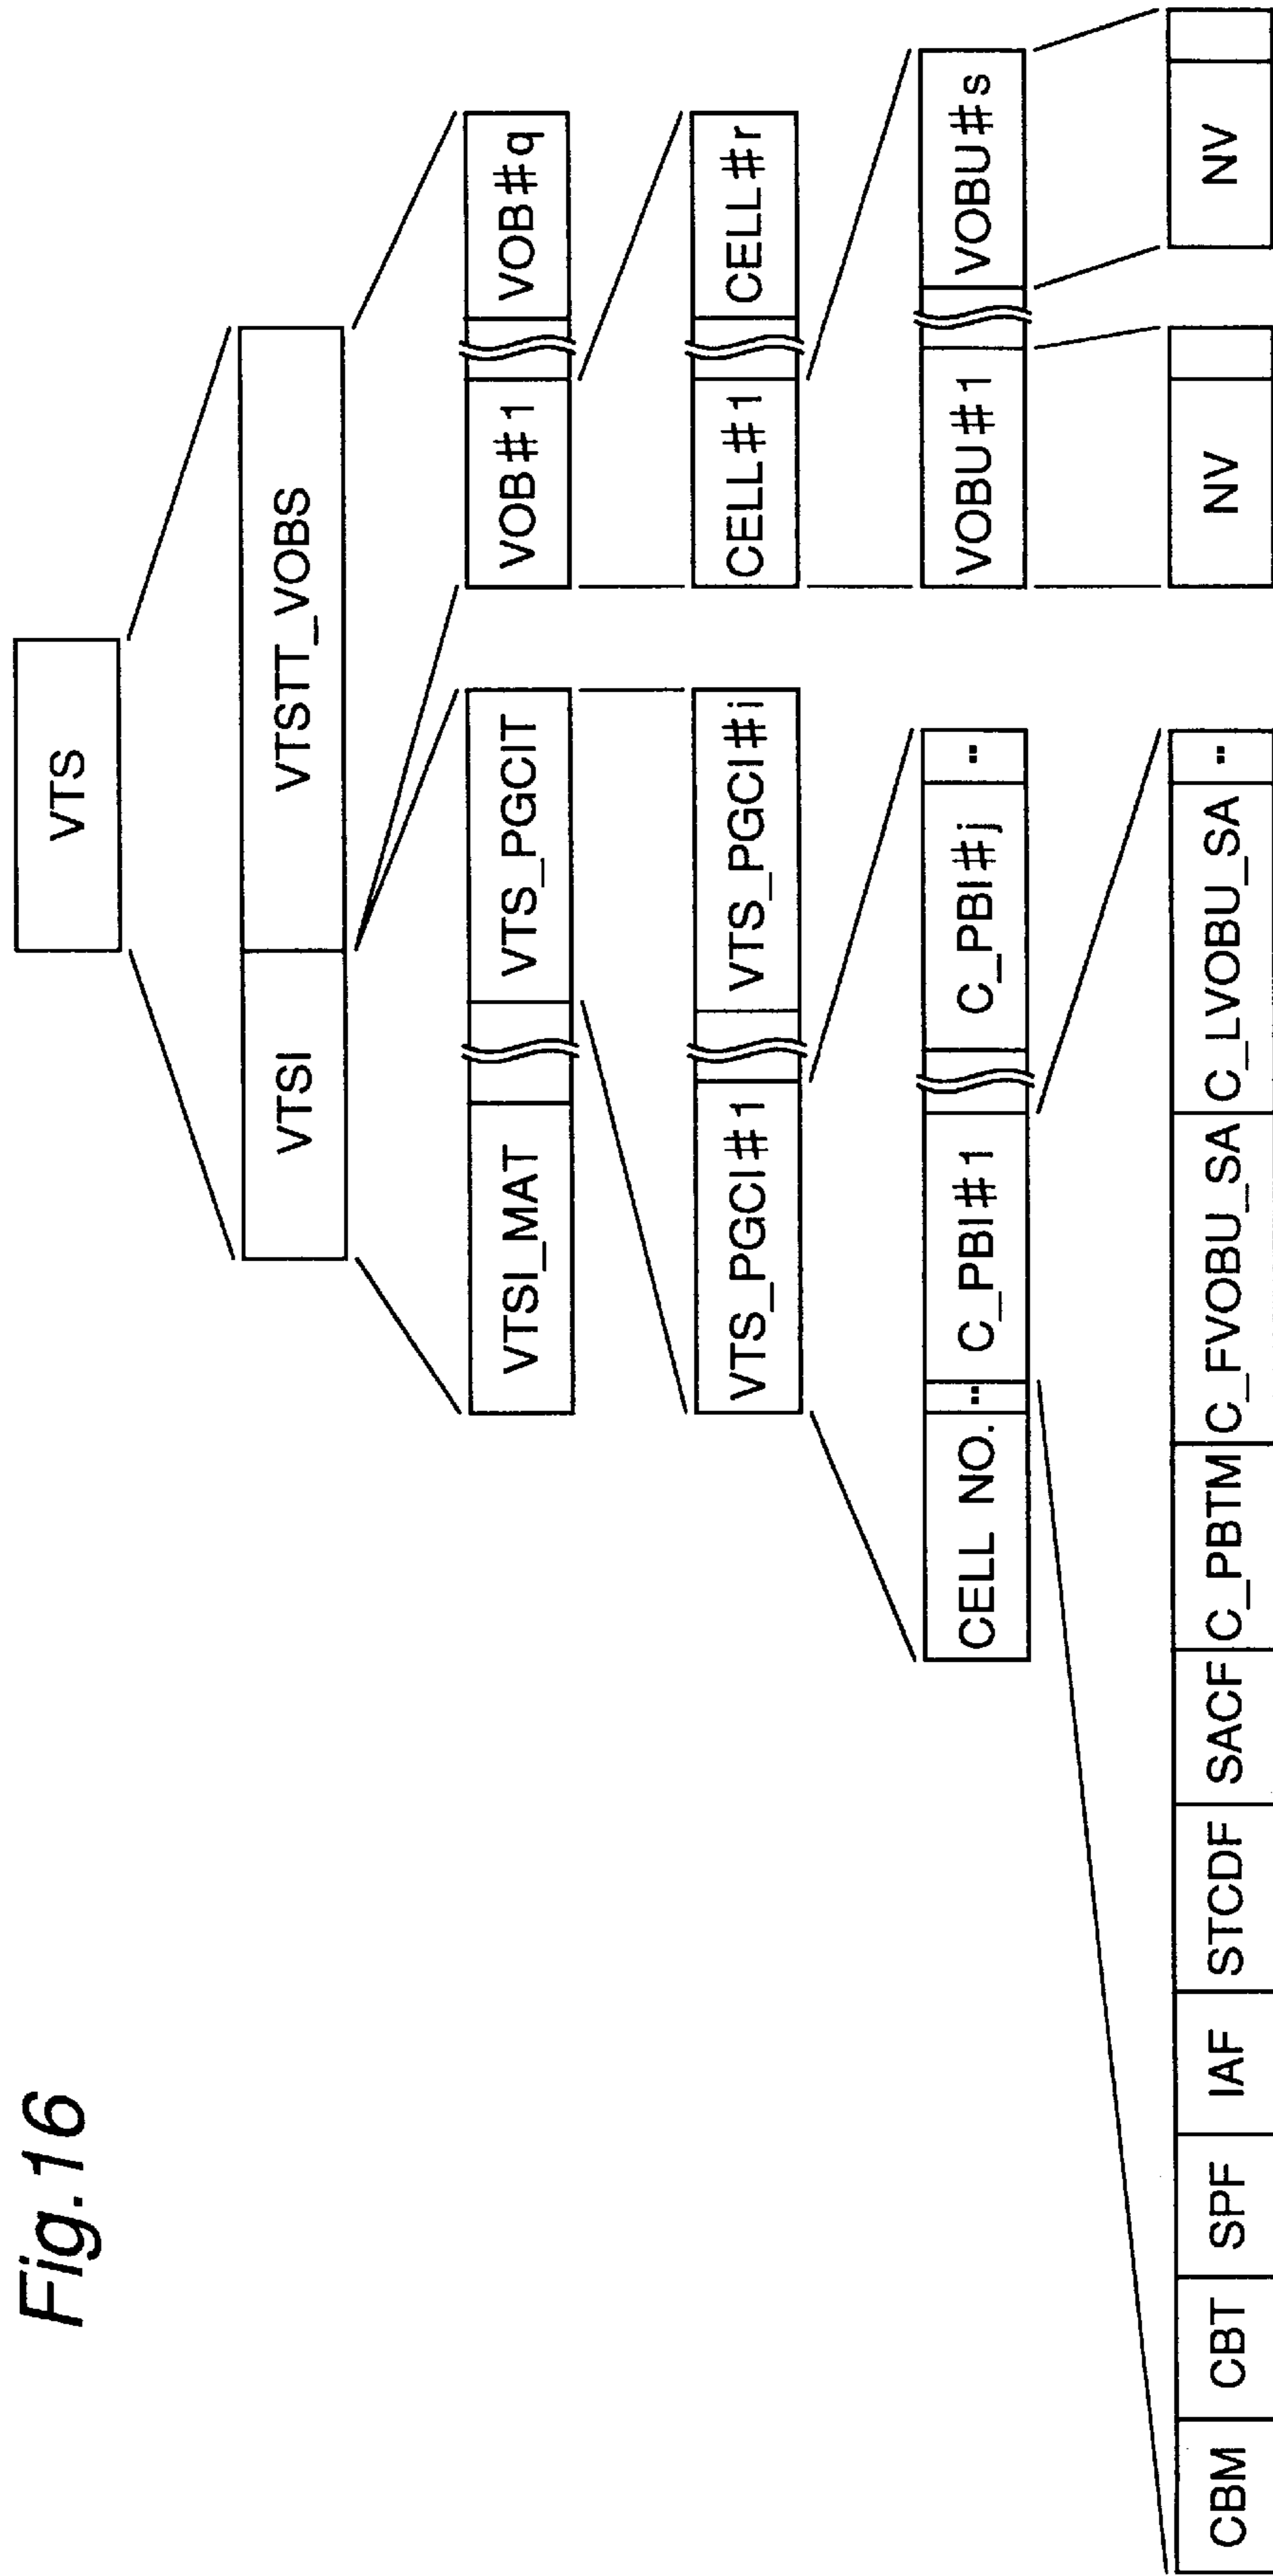 Fig.16
VTS
VTSI VTSTT_VOBS
VTSI_MAT VTS_PGCIT VOB#1 VOB#q
VTS_PGCI#1 VTS_PGCI#i CELL#1 CELL#r
CELL NO. ·· C_PBI#1 C_PBI#j ·· VOBU#1 VOBU#s
CBM CBT SPF IAF STCDF SACF C_PBTM C_FVOBU_SA C_LVOBU_SA ·· NV NV